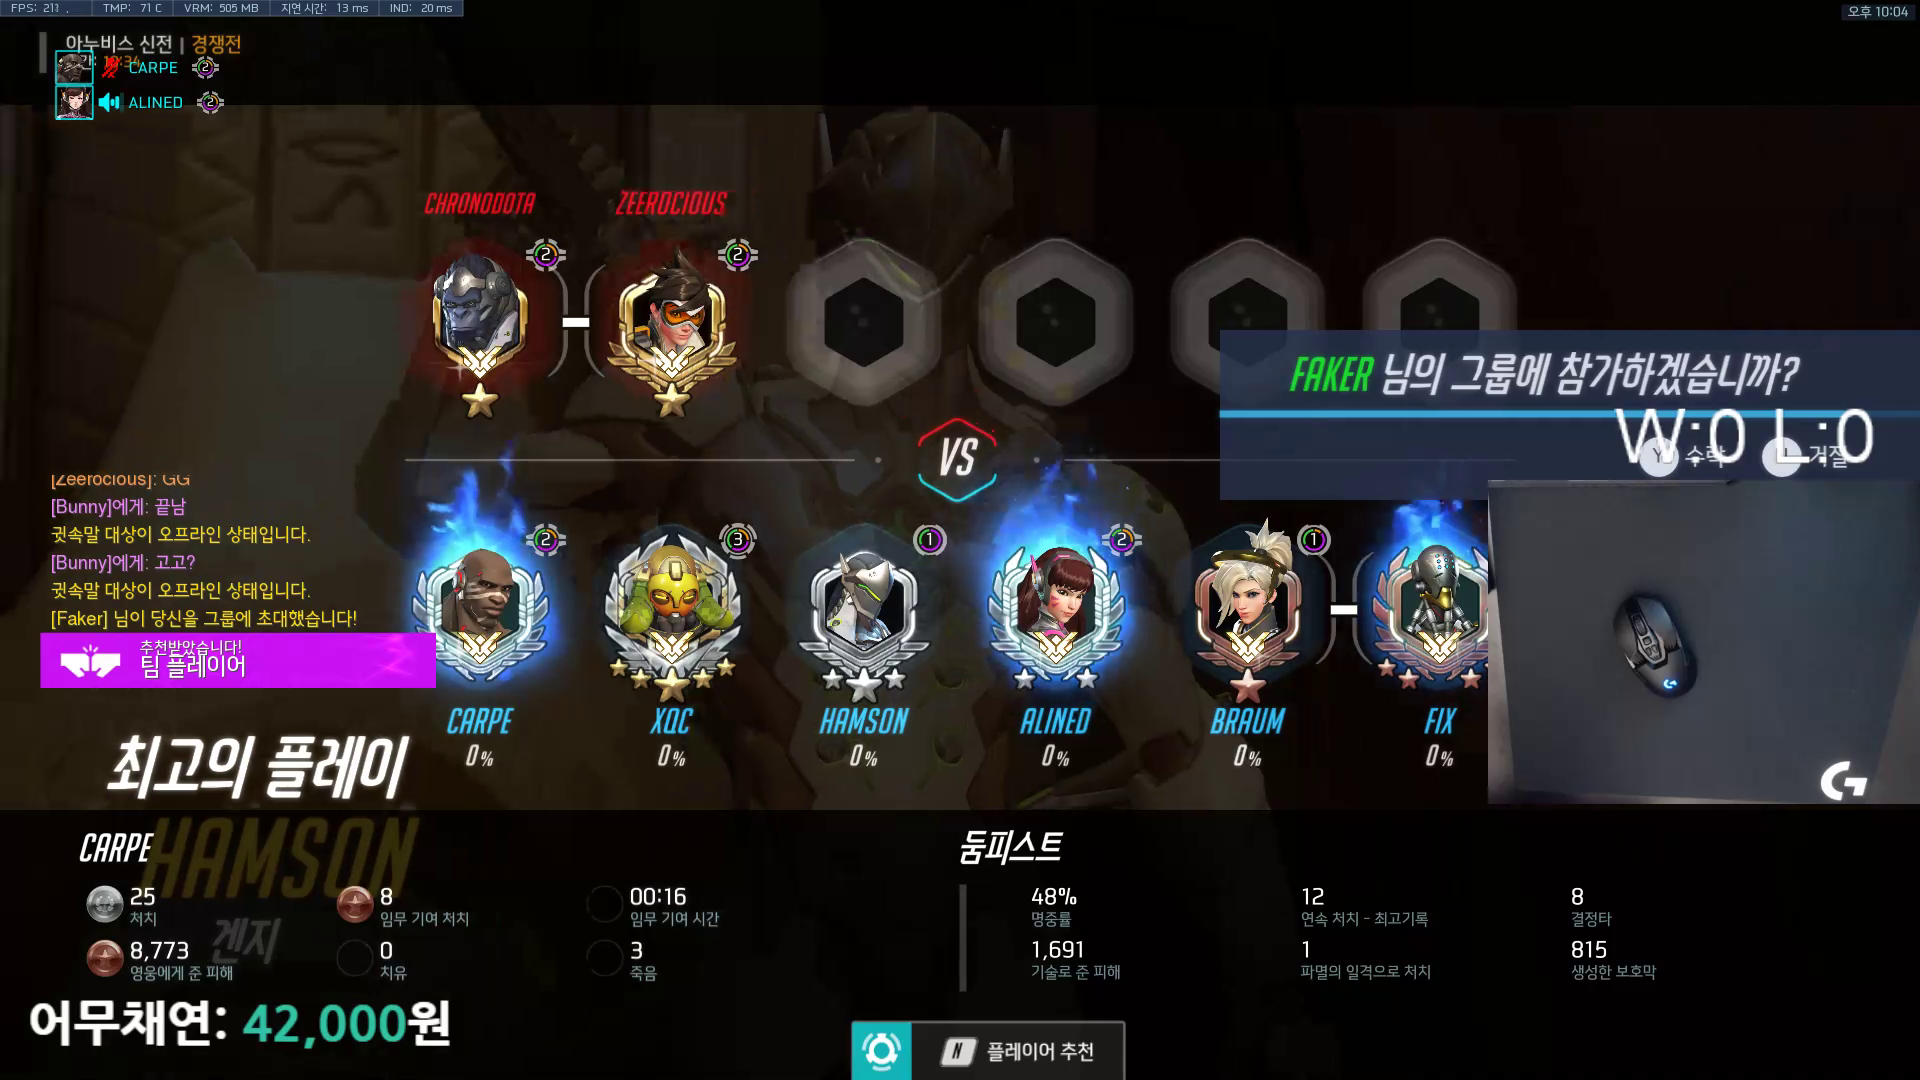 FPS: 213 , TMP: 71 C VRM: 505 MB 지연 시간: 13 ms IND: 20 ms
오후 10:04
아누비스 신전 | 경쟁전
CARPE 2
ALINED 2
CHRONODOTA ZEEROCIOUS
2 2
FAKER 님의 그룹에 참가하겠습니까?
W:0 L:0
Y 수락 거절
VS
[Zeerocious]: GG
[Bunny]에게: 끝남
귓속말 대상이 오프라인 상태입니다.
[Bunny]에게: 고고?
귓속말 대상이 오프라인 상태입니다.
[Faker] 님이 당신을 그룹에 초대했습니다!
추천받았습니다!
팀 플레이어
2 3 1 2 1
CARPE XQC HAMSON ALINED BRAUM FIX
0% 0% 0% 0% 0% 0%
최고의 플레이
HAMSON
겐지
CARPE
25
처치
8
임무 기여 처치
00:16
임무 기여 시간
8,773
영웅에게 준 피해
0
치유
3
죽음
둠피스트
48%
명중률
12
연속 처치 - 최고기록
8
결정타
1,691
기술로 준 피해
1
파멸의 일격으로 처치
815
생성한 보호막
어무채연: 42,000원
N 플레이어 추천